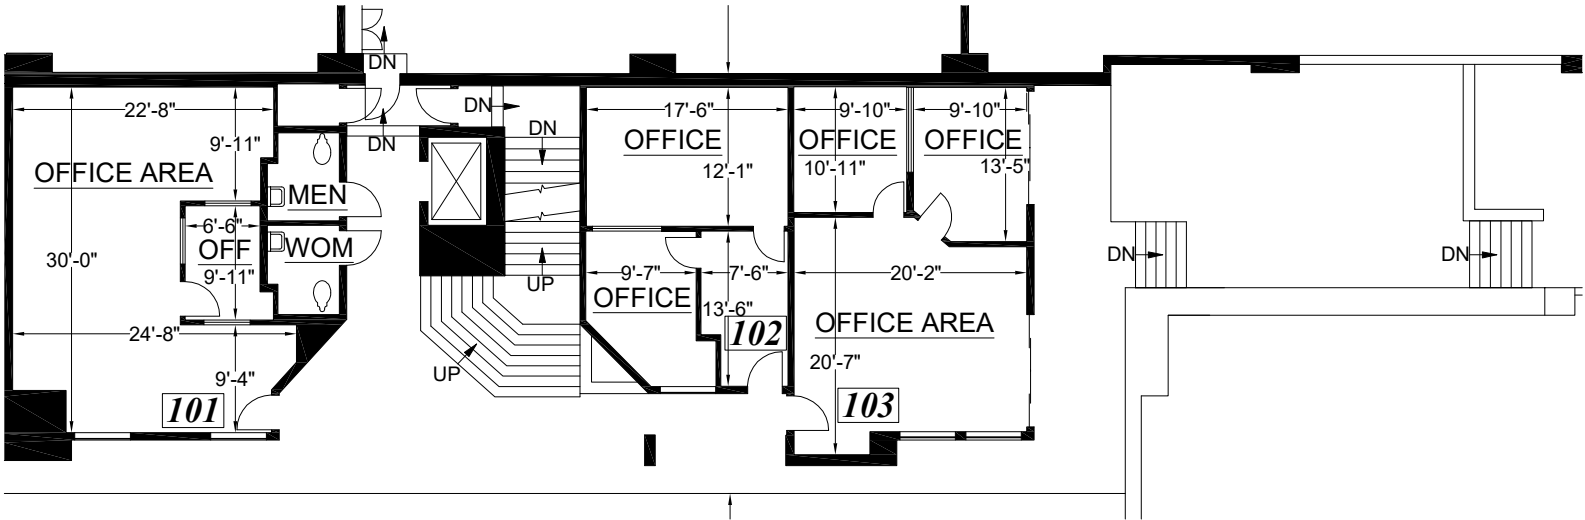 DN
22'-8"
9'-11"
OFFICE AREA
30'-0"
6'-6"
OFF
9'-11"
24'-8"
9'-4"
101
MEN
WOM
DN
DN
DN
UP
UP
17'-6"
OFFICE
12'-1"
9'-7"
OFFICE
7'-6"
13'-6"
102
9'-10"
OFFICE
10'-11"
9'-10"
OFFICE
13'-5"
20'-2"
OFFICE AREA
20'-7"
103
DN
DN